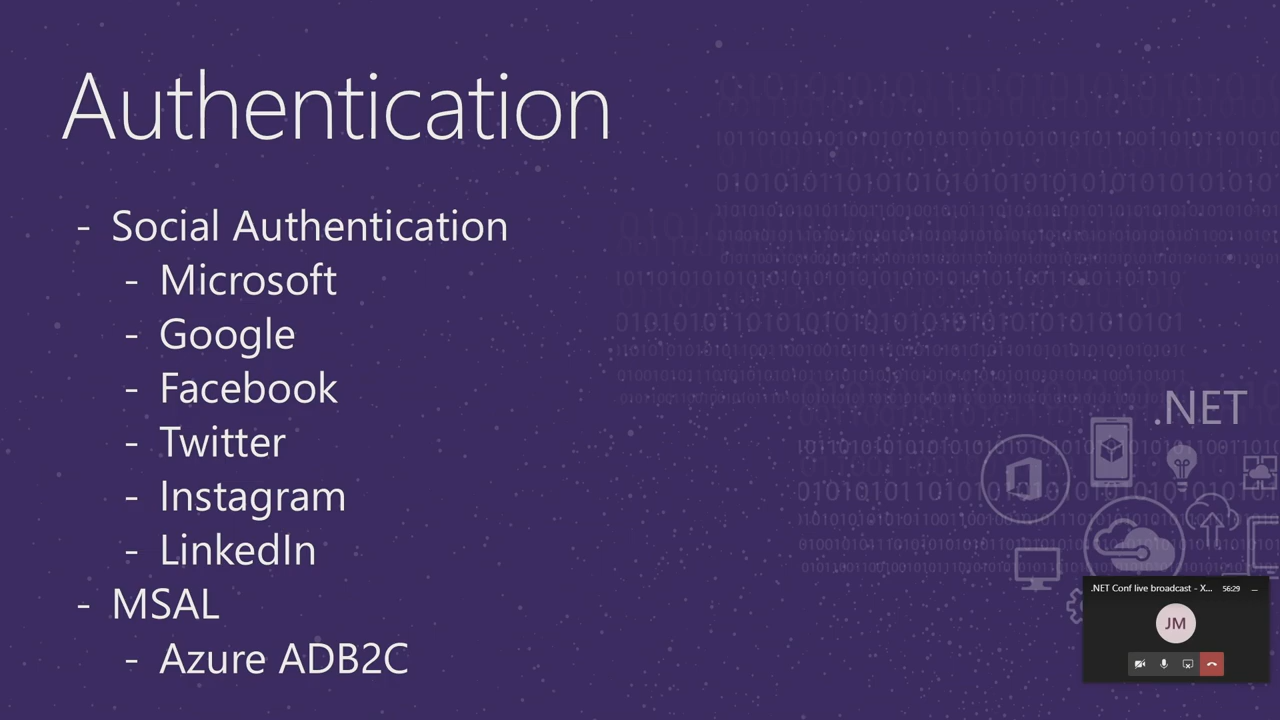 Authentication
- Social Authentication
- Microsoft
- Google
- Facebook
- Twitter
- Instagram
- LinkedIn
- MSAL
- Azure ADB2C
.NET
.NET Conf live broadcast - X... 56:29
JM